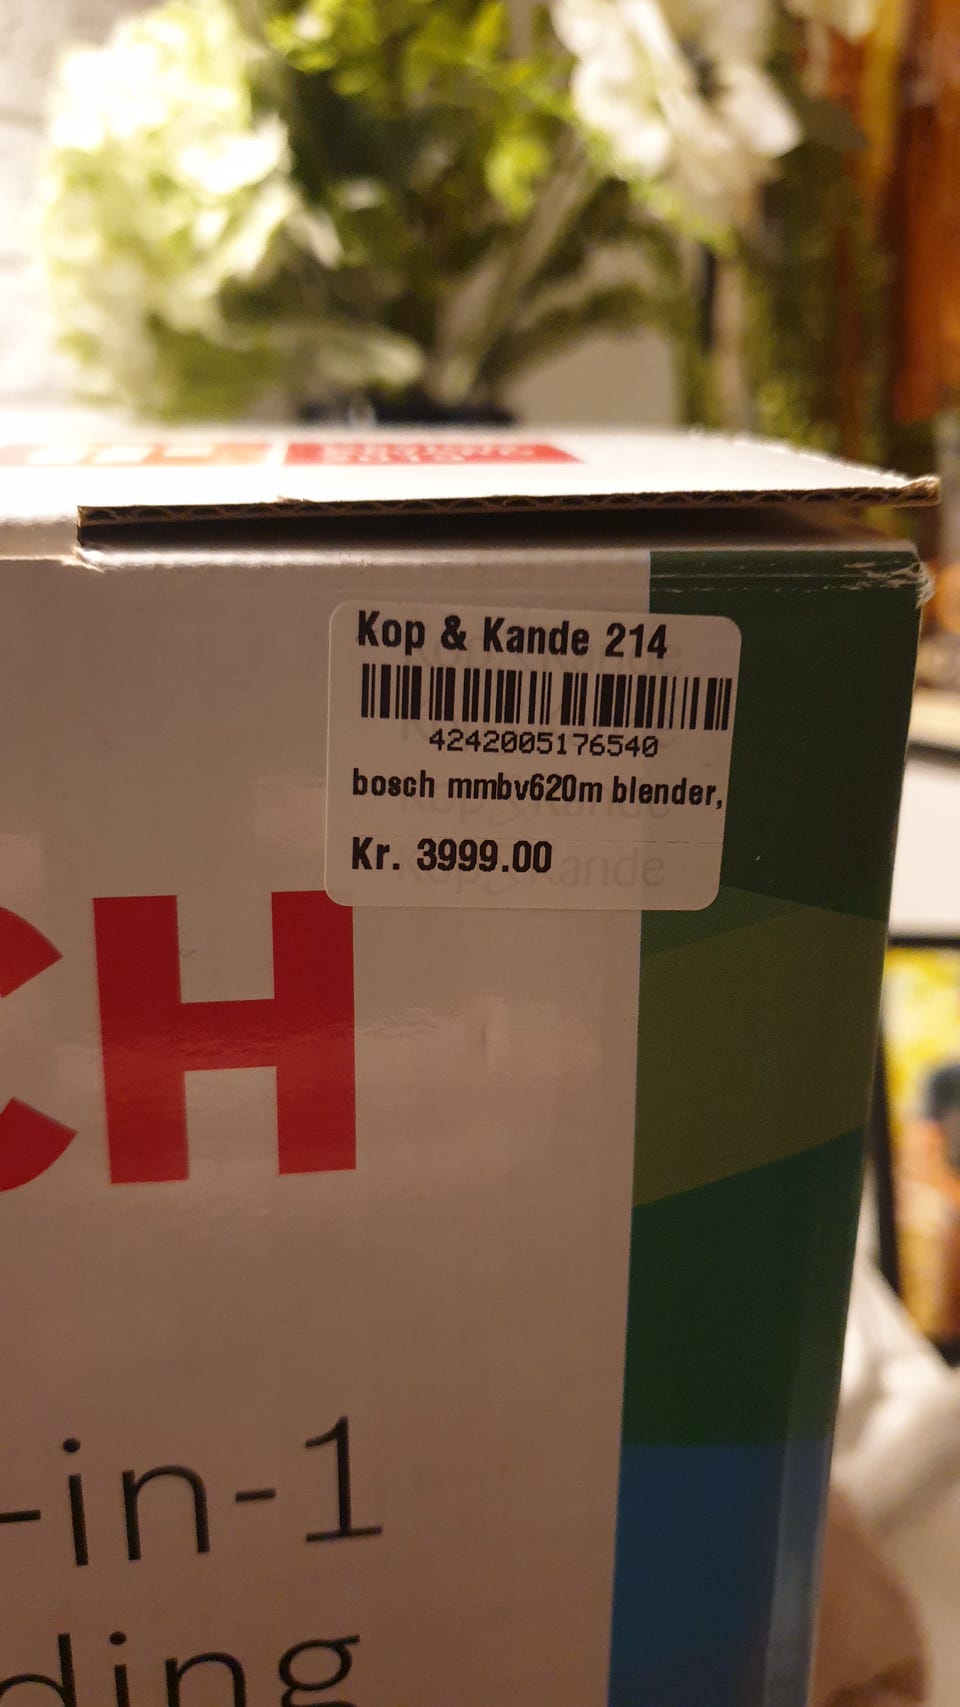 Kop & Kande 214
4242005176540
bosch mmbv620m blender,
Kr. 3999.00
CH
-in-1
ding